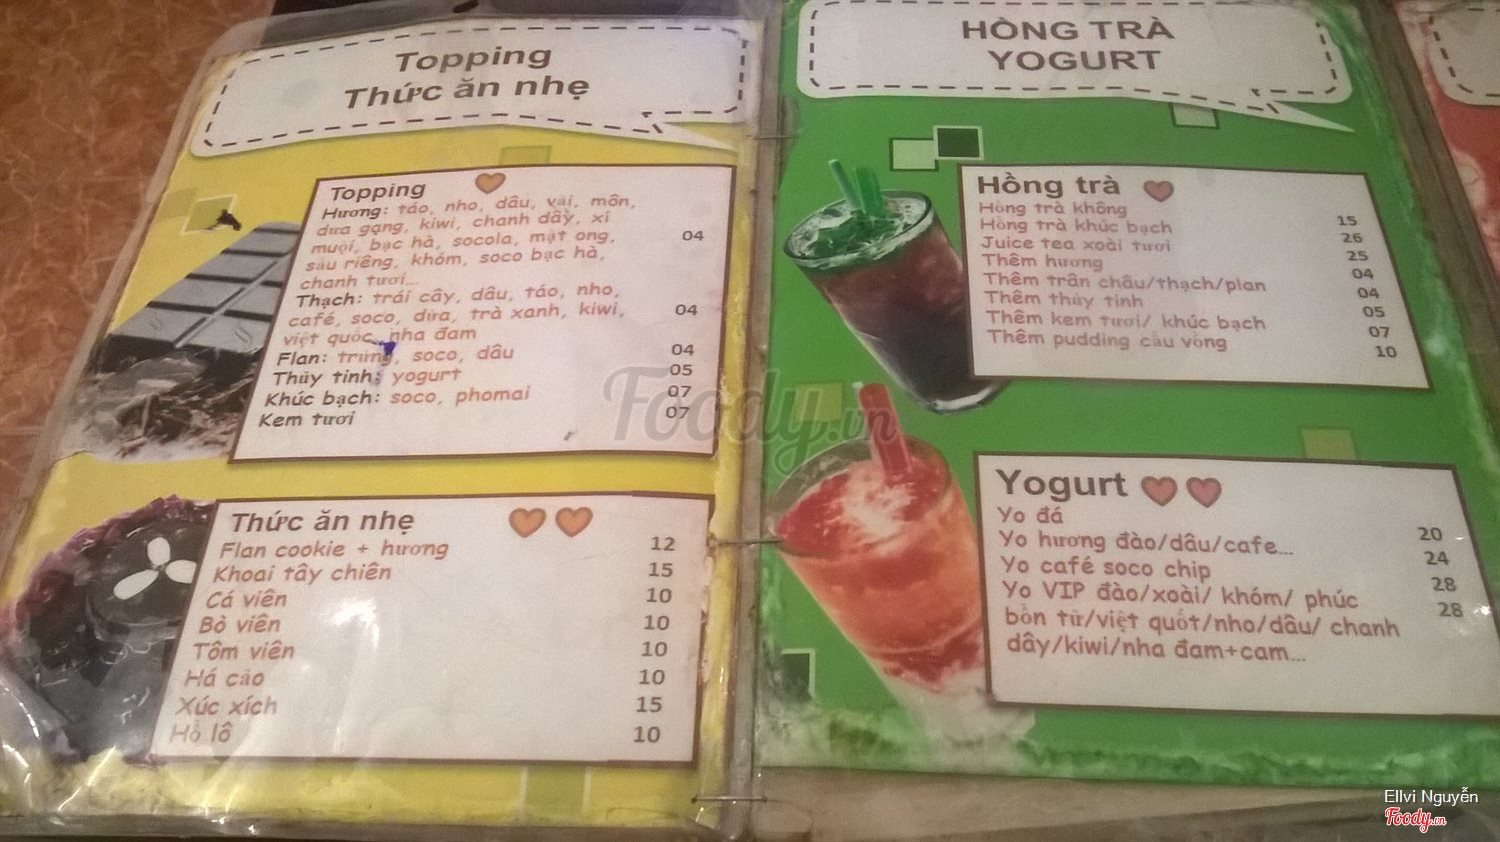 Topping
Thức ăn nhẹ
Topping
Hương: táo, nho, dâu, vải, môn,
dưa gang, kiwi, chanh dây, xí
muội, bạc hà, socola, mật ong,
sầu riêng, khóm, soco bạc hà,
chanh tươi... 04
Thạch: trái cây, dâu, táo, nho,
café, soco, dừa, trà xanh, kiwi, 04
việt quốc, nha đam
Flan: trứng, soco, dâu 04
Thủy tinh: yogurt 05
Khúc bạch: soco, phomai 07
Kem tươi 07
Thức ăn nhẹ
Flan cookie + hương 12
Khoai tây chiên 15
Cá viên 10
Bò viên 10
Tôm viên 10
Há cảo 10
Xúc xích 15
Hồ lô 10
HÒNG TRÀ
YOGURT
Hồng trà
Hồng trà không 15
Hồng trà khúc bạch 26
Juice tea xoài tươi 25
Thêm hương 04
Thêm trân châu/thạch/plan 04
Thêm thủy tinh 05
Thêm kem tươi/ khúc bạch 07
Thêm pudding cầu vồng 10
Yogurt
Yo đá 20
Yo hương đào/dâu/cafe... 24
Yo café soco chip 28
Yo VIP đào/xoài/ khóm/ phúc 28
bồn tử/việt quốt/nho/dâu/ chanh
dây/kiwi/nha đam+cam...
Foody.vn
Ellvi Nguyễn
Foody.vn